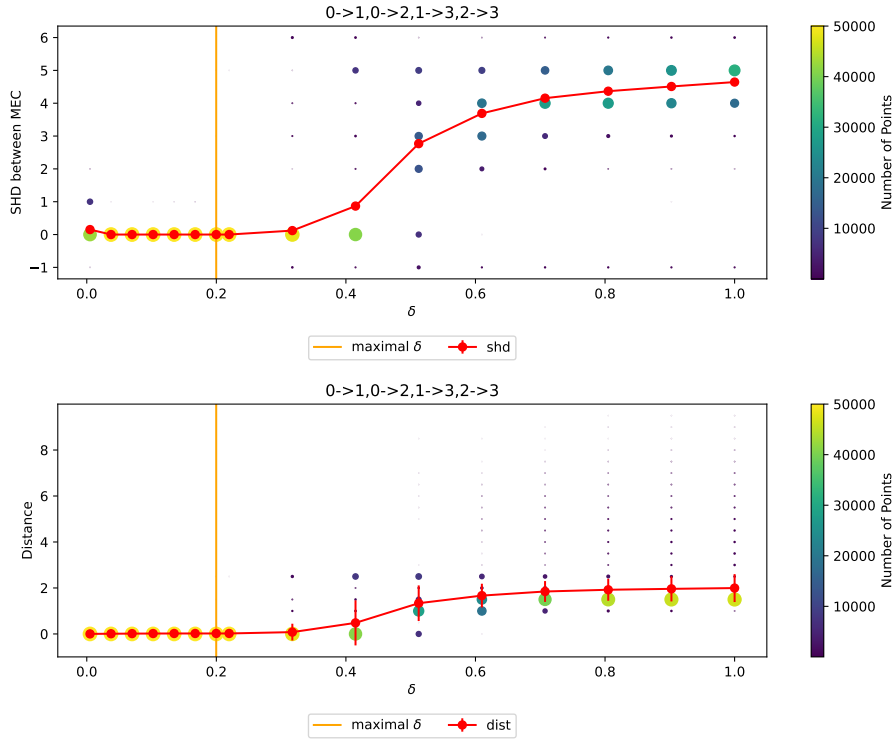 0->1,0->2,1->3,2->3
6
5
4
3
2
1
0
−1
SHD between MEC
0.0 0.2 0.4 0.6 0.8 1.0
δ
50000
40000
30000
20000
10000
Number of Points
maximal δ shd
0->1,0->2,1->3,2->3
8
6
4
2
0
Distance
0.0 0.2 0.4 0.6 0.8 1.0
δ
50000
40000
30000
20000
10000
Number of Points
maximal δ dist